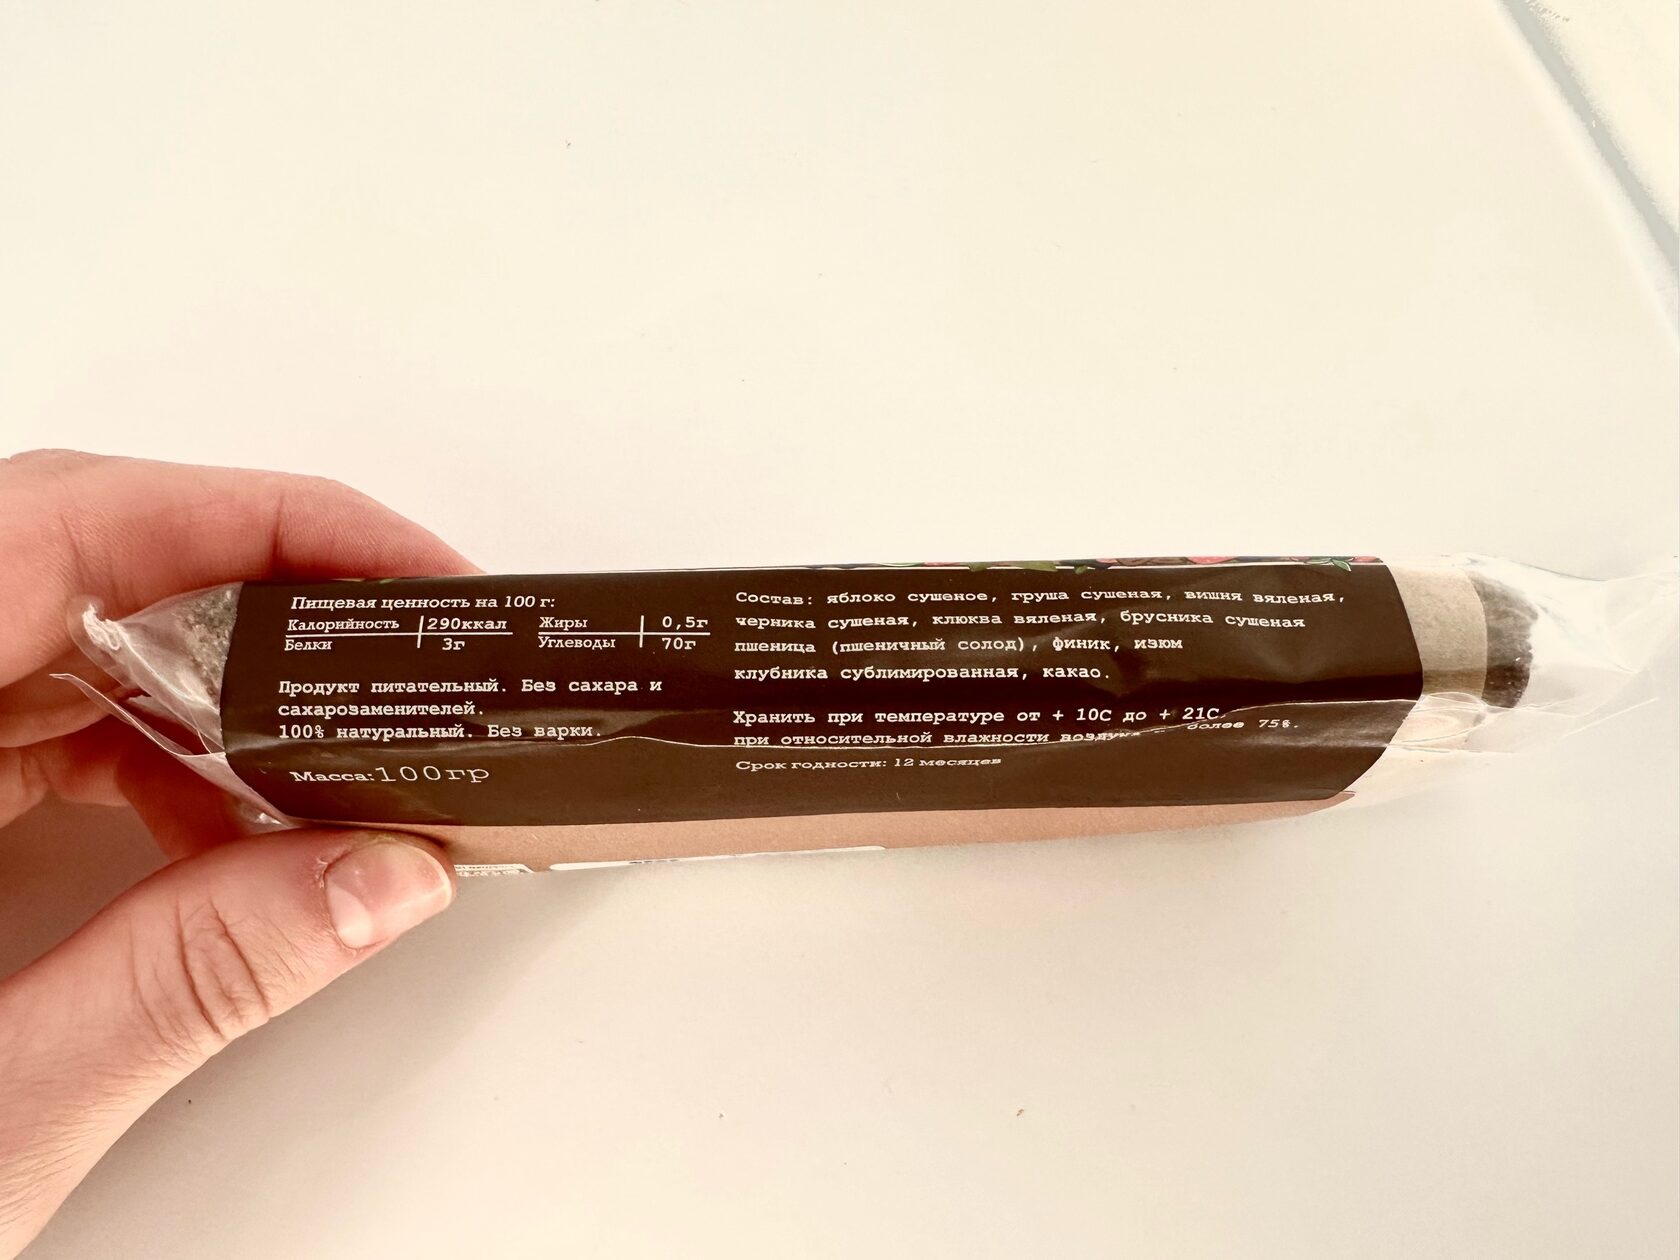 Пищевая ценность на 100 г:
Калорийность 290ккал Жиры 0,5г
Белки 3г Углеводы 70г
Продукт питательный. Без сахара и
сахарозаменителей.
100% натуральный. Без варки.
Масса:100гр
Состав: яблоко сушеное, груша сушеная, вишня вяленая,
черника сушеная, клюква вяленая, брусника сушеная
пшеница (пшеничный солод), финик, изюм
клубника сублимированная, какао.
Хранить при температуре от + 10С до + 21С.
при относительной влажности воздуха более 75%.
Срок годности: 12 месяцев